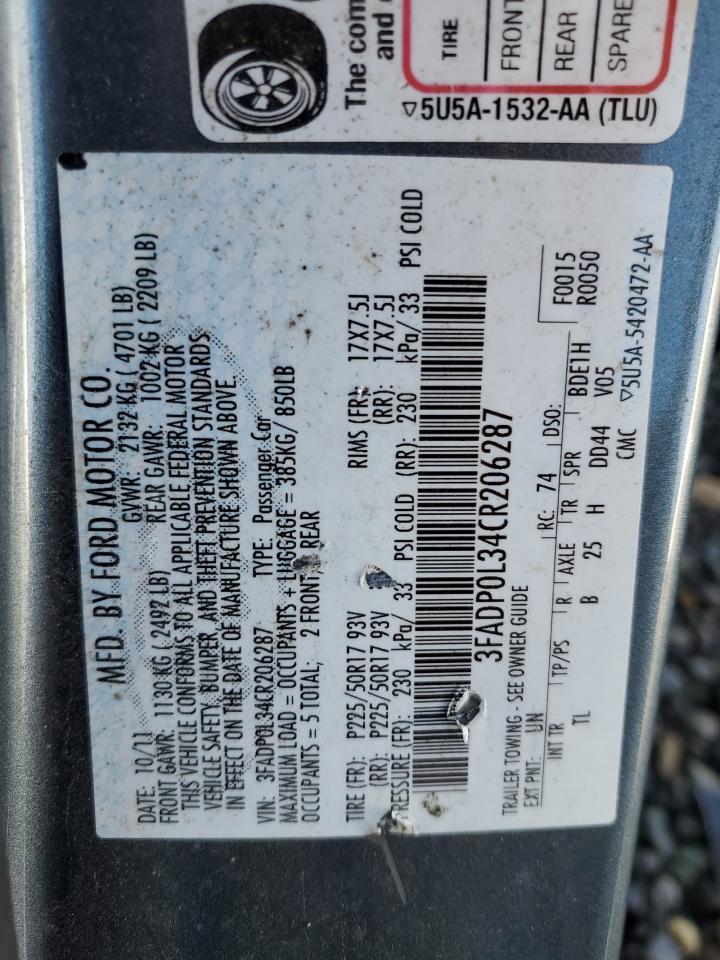 The com
and
TIRE
FRONT
REAR
SPARE
▽5U5A-1532-AA (TLU)
MFD. BY FORD MOTOR CO.
DATE: 10/11 GVWR: 2132 KG ( 4701 LB)
FRONT GAWR: 1130 KG ( 2492 LB) REAR GAWR: 1002 KG ( 2209 LB)
THIS VEHICLE CONFORMS TO ALL APPLICABLE FEDERAL MOTOR
VEHICLE SAFETY, BUMPER, AND THEFT PREVENTION STANDARDS
IN EFFECT ON THE DATE OF MANUFACTURE SHOWN ABOVE.
VIN: 3FADP0L34CR206287 TYPE: Passenger Car
MAXIMUM LOAD = OCCUPANTS + LUGGAGE = 385KG/ 850LB
OCCUPANTS = 5 TOTAL; 2 FRONT, REAR
TIRE (FR): P225/50R17 93V RIMS (FR): 17X7.5J
(RR): P225/50R17 93V (RR): 17X7.5J
PRESSURE (FR): 230 kPa/ 33 PSI COLD (RR): 230 kPa/ 33 PSI COLD
3FADP0L34CR206287
TRAILER TOWING - SEE OWNER GUIDE
EXT PNT: UN RC: 74 DSO: F0015
R0050
INT TR TP/PS R AXLE TR SPR BDE1H
TL B 25 H DD44 V05
CMC ▽5U5A-5420472-AA